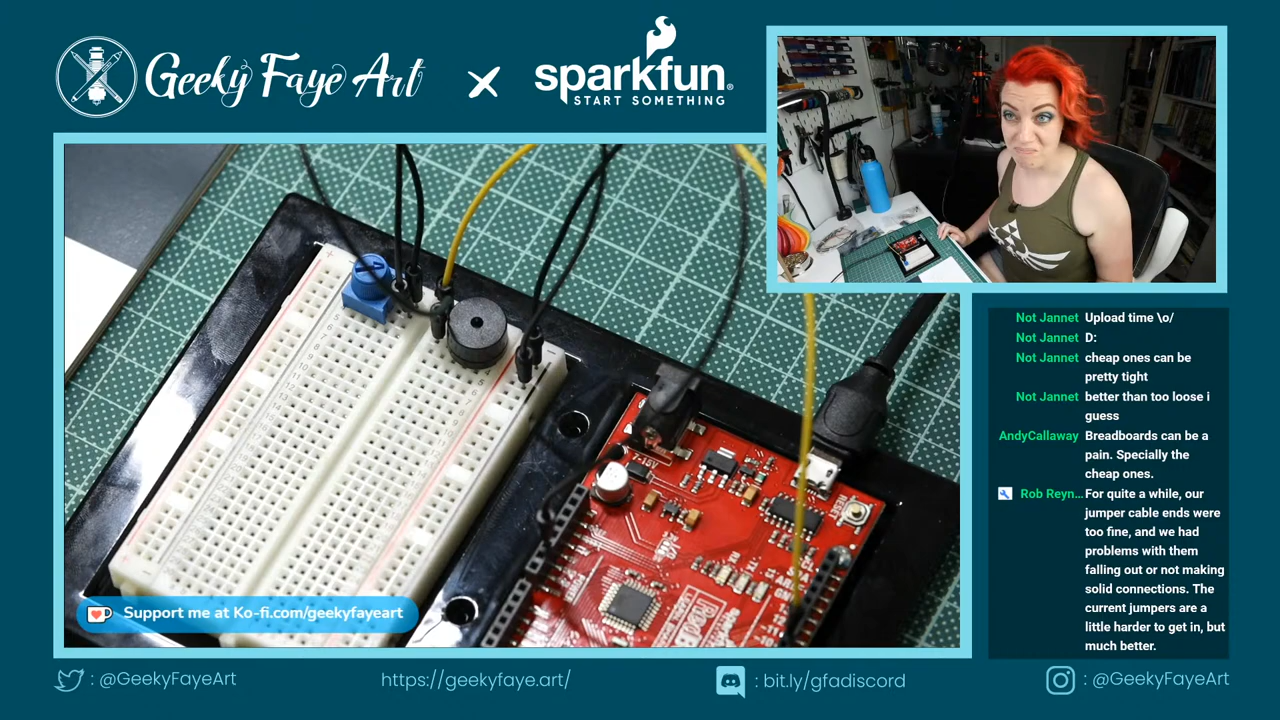 Geeky Faye Art
sparkfun®
START SOMETHING
Not Jannet Upload time \o/
Not Jannet D:
Not Jannet cheap ones can be
pretty tight
Not Jannet better than too loose i
guess
AndyCallaway Breadboards can be a
pain. Specially the
cheap ones.
Rob Reyn... For quite a while, our
jumper cable ends were
too fine, and we had
problems with them
falling out or not making
solid connections. The
current jumpers are a
little harder to get in, but
much better.
7-15V
RESET
Support me at Ko-fi.com/geekyfayeart
: @GeekyFayeArt
https://geekyfaye.art/
: bit.ly/gfadiscord
: @GeekyFayeArt